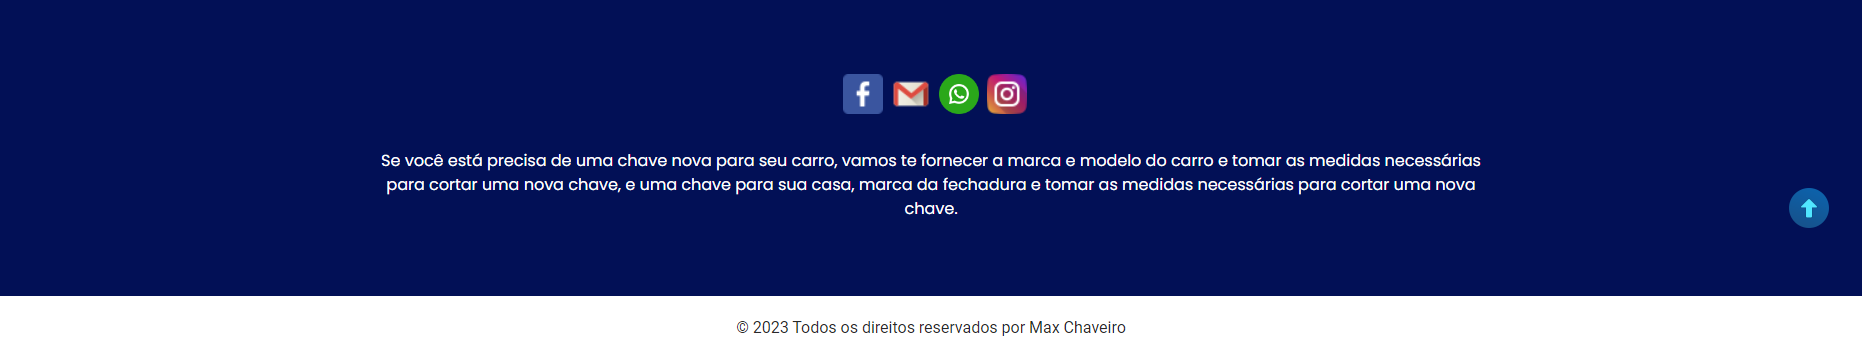 Se você está precisa de uma chave nova para seu carro, vamos te fornecer a marca e modelo do carro e tomar as medidas necessárias
para cortar uma nova chave, e uma chave para sua casa, marca da fechadura e tomar as medidas necessárias para cortar uma nova
chave.
© 2023 Todos os direitos reservados por Max Chaveiro